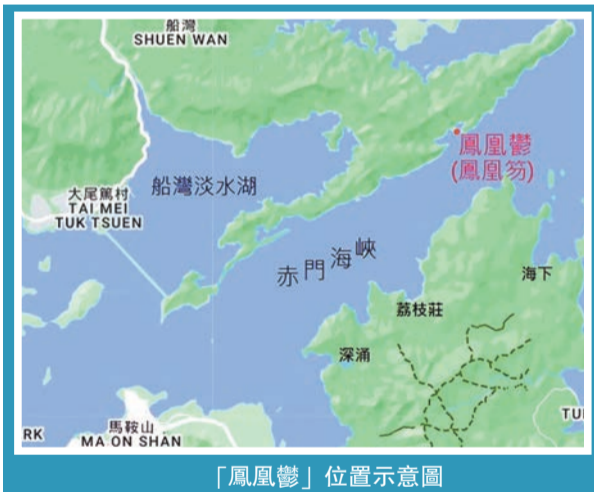 船灣
SHUEN WAN
鳳凰鬱
(鳳凰笏)
船灣淡水湖
大尾篤村
TAI MEI
TUK TSUEN
赤門海峽
海下
荔枝莊
深涌
馬鞍山
MA ON SHAN
RK
TU
「鳳凰鬱」位置示意圖